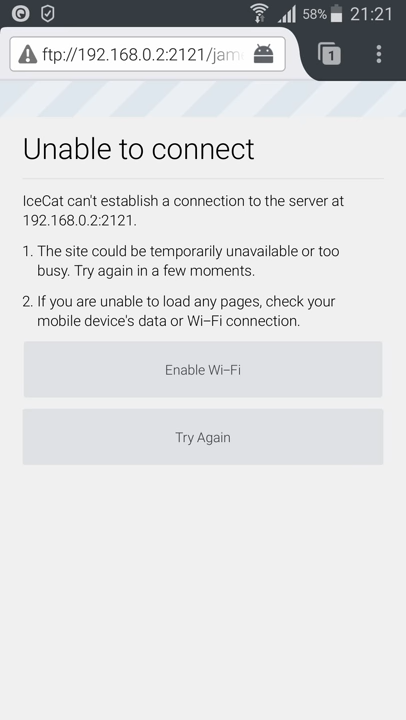 58% 21:21
ftp://192.168.0.2:2121/jam
1
Unable to connect
IceCat can't establish a connection to the server at
192.168.0.2:2121.
1. The site could be temporarily unavailable or too
busy. Try again in a few moments.
2. If you are unable to load any pages, check your
mobile device's data or Wi-Fi connection.
Enable Wi-Fi
Try Again